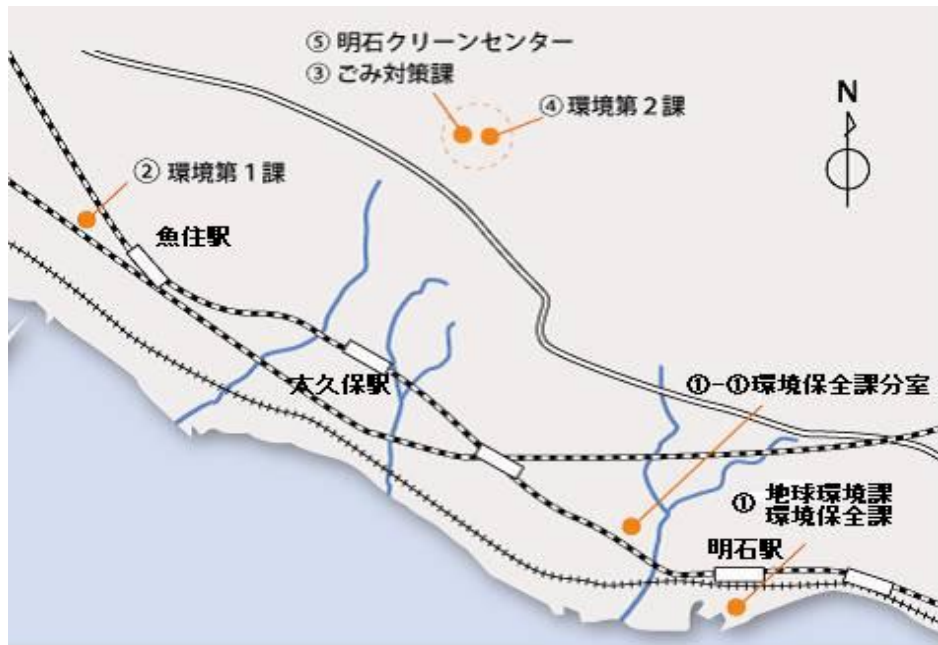 ⑤ 明石クリーンセンター
③ ごみ対策課
④ 環境第２課
N
② 環境第１課
魚住駅
大久保駅
①-①環境保全課分室
① 地球環境課
環境保全課
明石駅